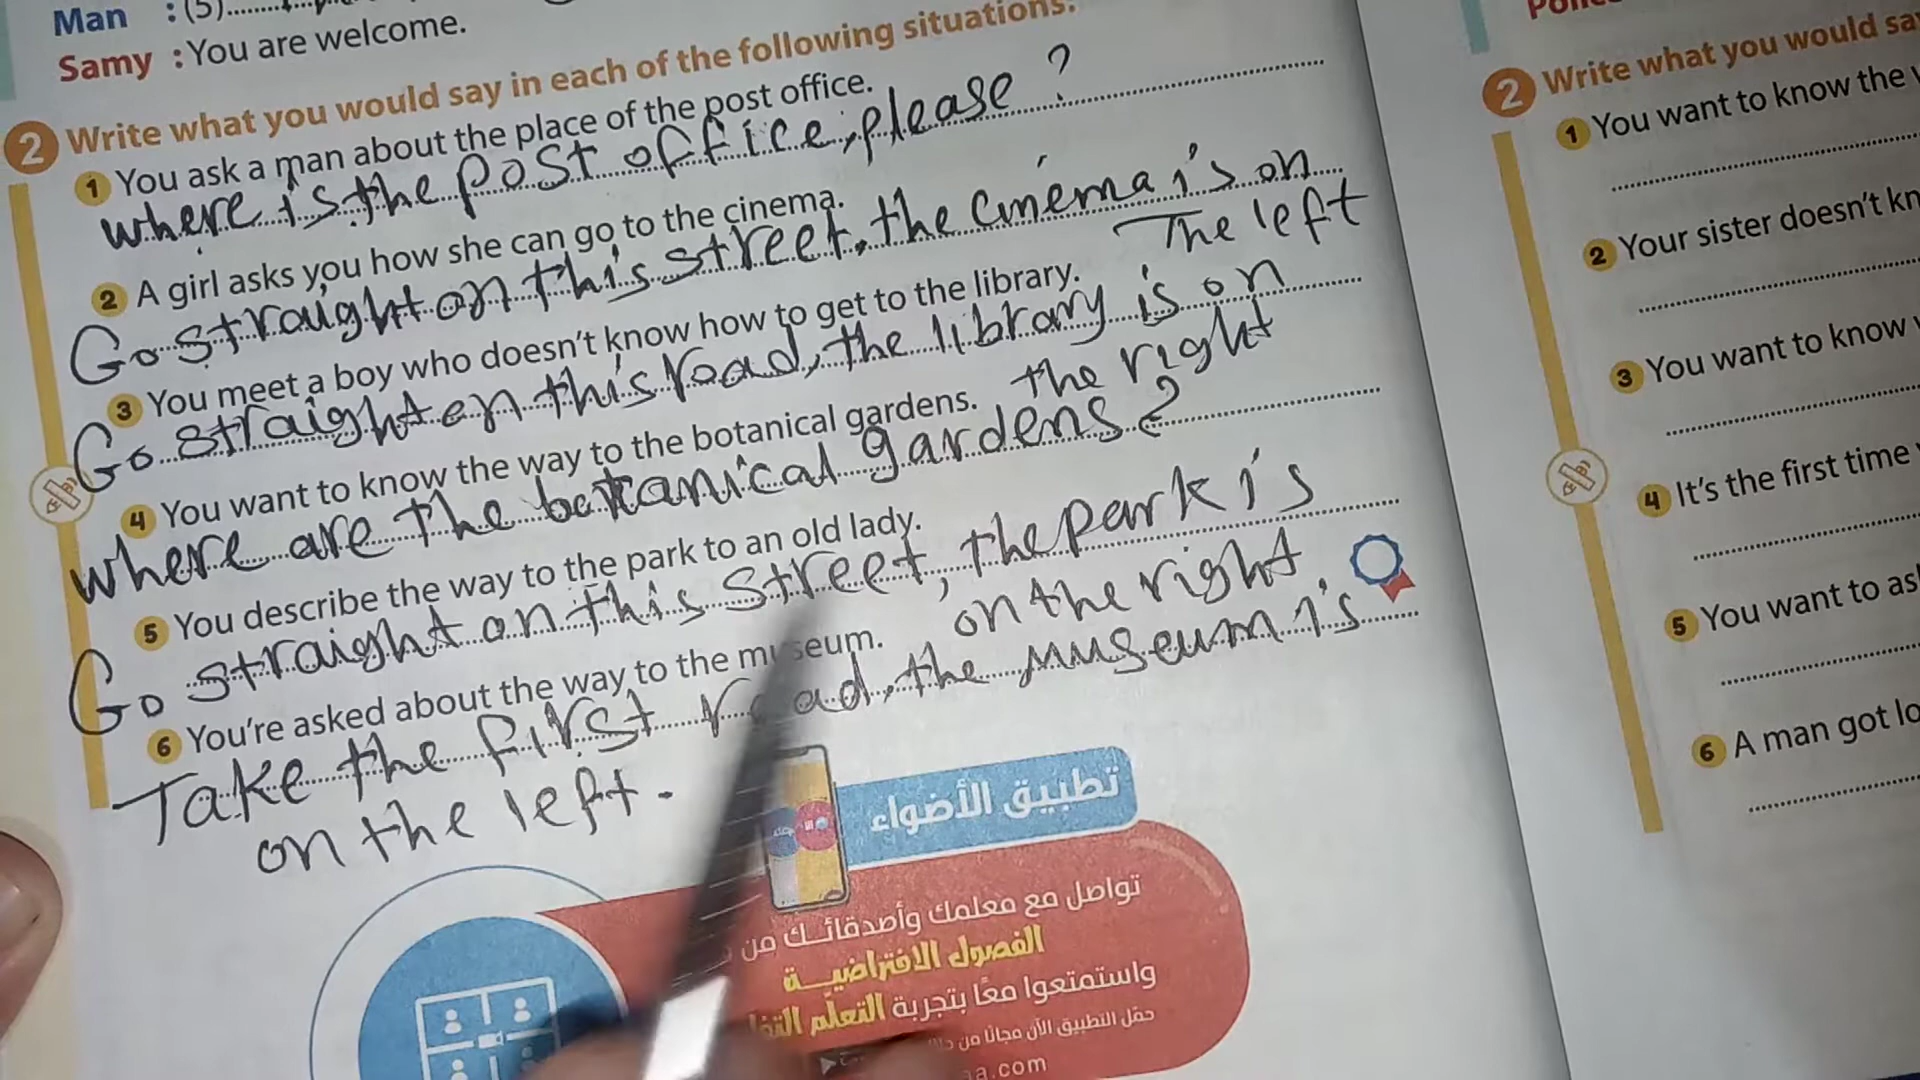 Man : (5)
Samy : You are welcome.
2 Write what you would say in each of the following situations.
1 You ask a man about the place of the post office.
where is the post office, please?
2 A girl asks you how she can go to the cinema.
Go straight on this street, the cinema is on
The left
3 You meet a boy who doesn't know how to get to the library.
Go straight on this road, the library is on
the right
4 You want to know the way to the botanical gardens.
where are the botanical gardens?
5 You describe the way to the park to an old lady.
Go straight on this street, the park is
on the right.
6 You're asked about the way to the museum.
Take the first road, the museum is
on the left.
تطبيق الأضواء
تواصل مع معلمك وأصدقائك من
الفصول الافتراضية
واستمتعوا معًا بتجربة التعلم
حمّل التطبيق الآن مجانًا من
2 Write what you would
1 You want to know the
2 Your sister doesn't
3 You want to know
4 It's the first time
5 You want to
6 A man got